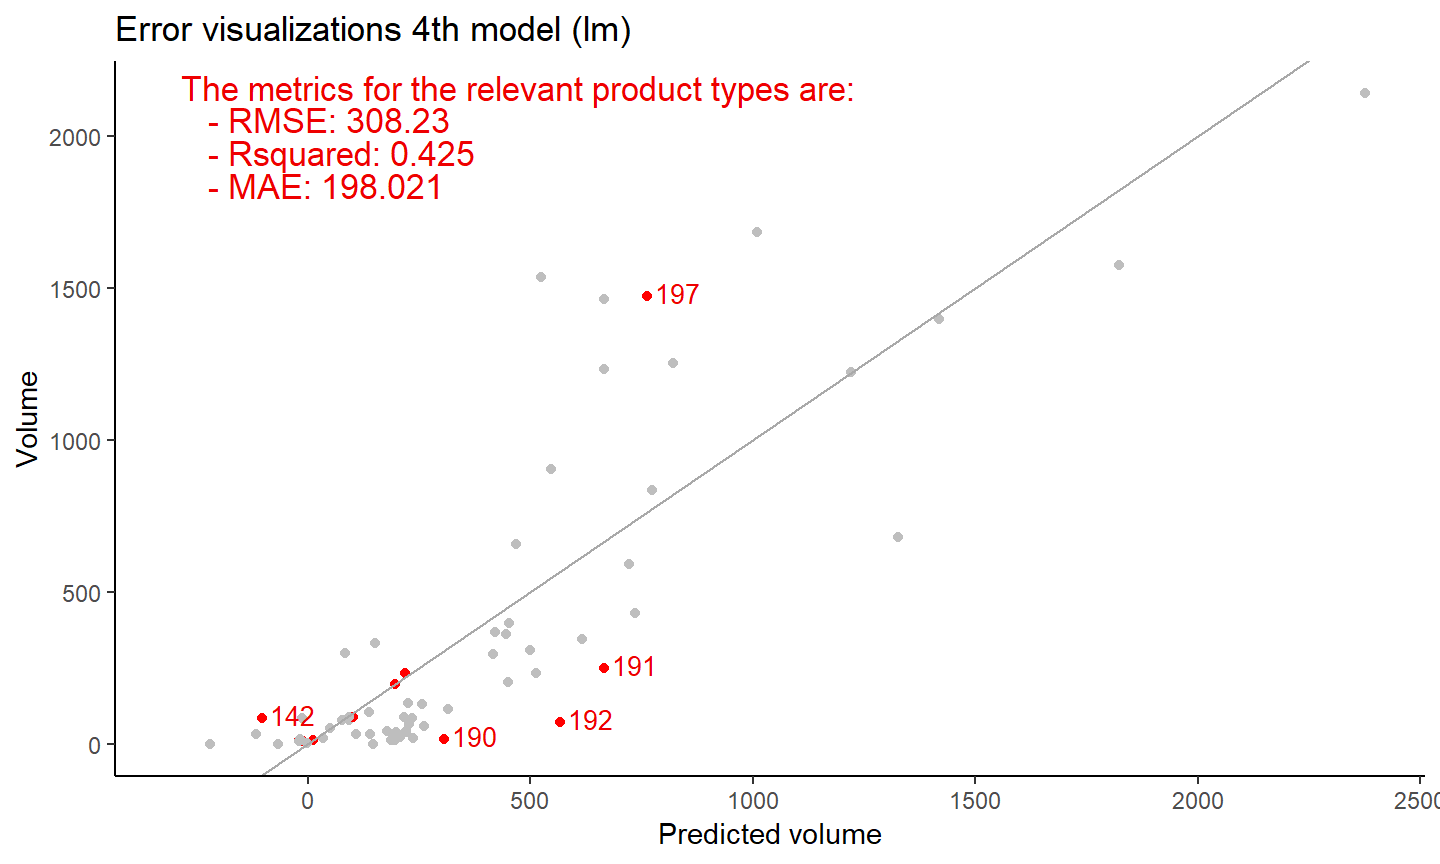 Error visualizations 4th model (lm)
The metrics for the relevant product types are:
- RMSE: 308.23
- Rsquared: 0.425
- MAE: 198.021
2000
1500
1000
500
0
Volume
197
191
142
192
190
0
500
1000
1500
2000
2500
Predicted volume